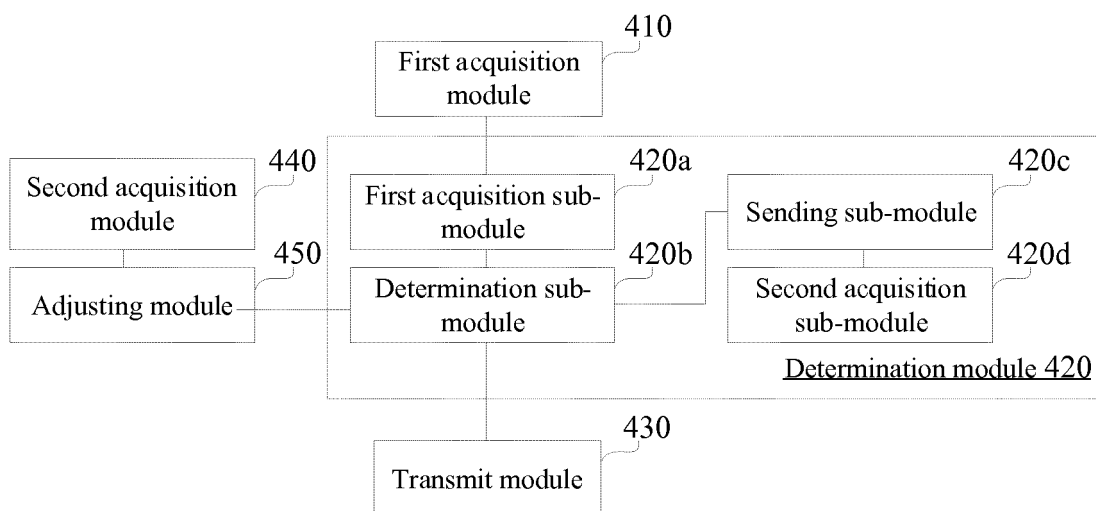 410
First acquisition
module
440
Second acquisition
module
420a
First acquisition sub-
module
420c
Sending sub-module
450
Adjusting module
420b
Determination sub-
module
420d
Second acquisition
sub-module
Determination module 420
430
Transmit module